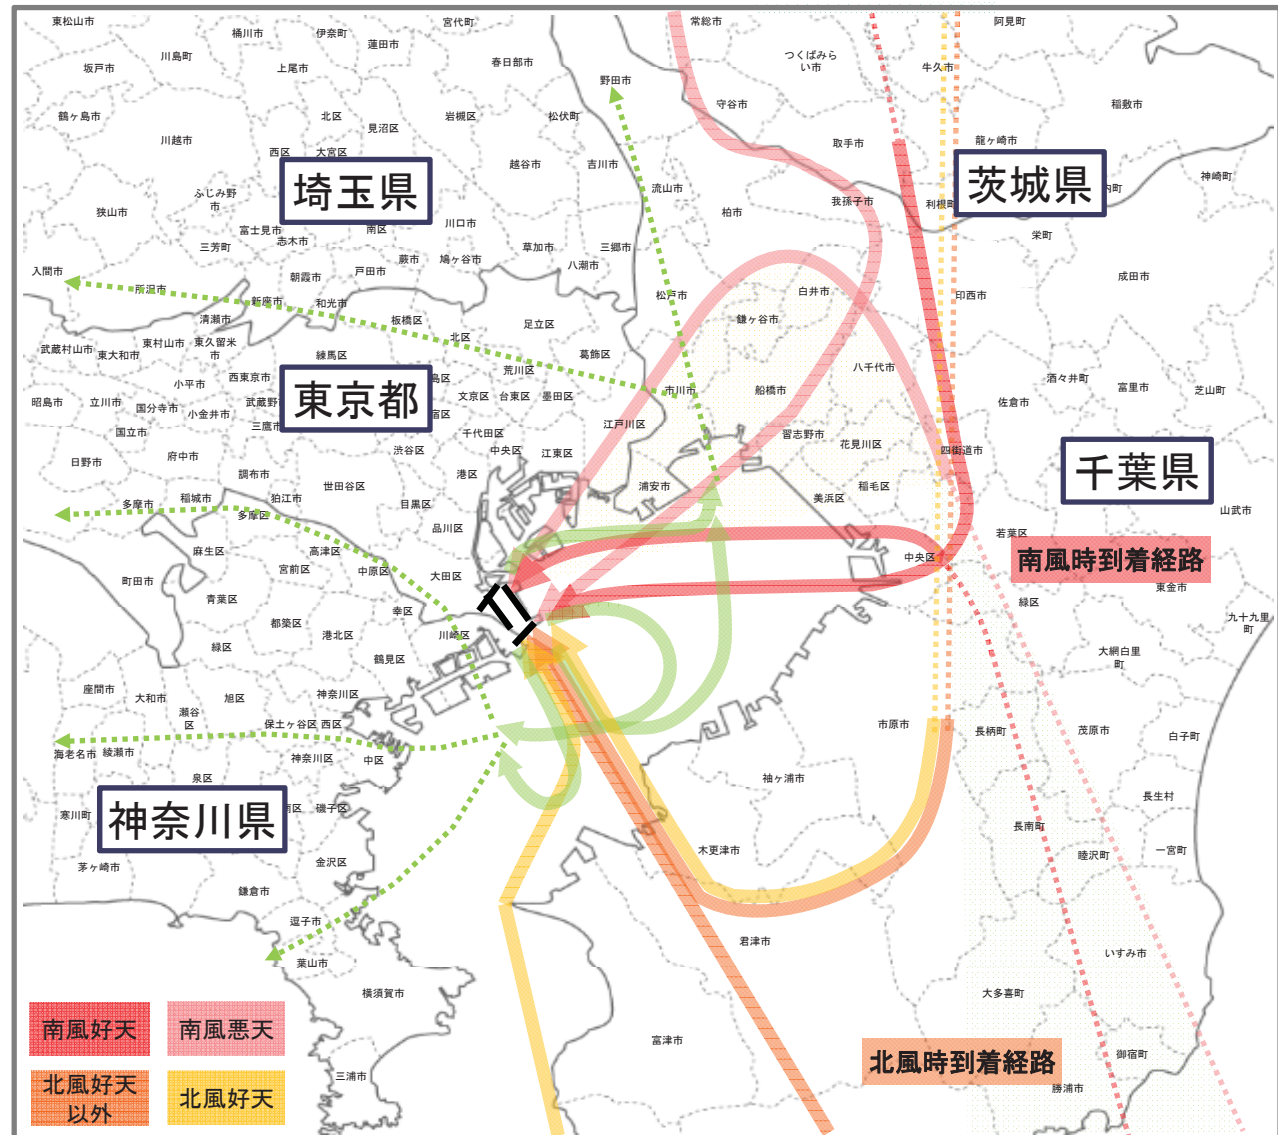 東松山市
桶川市
伊奈町
宮代町
常総市
阿見町
川島町
蓮田市
坂戸市
上尾市
春日部市
野田市
つくばみら
い市
牛久市
鶴ヶ島市
北区
見沼区
岩槻区
松伏町
守谷市
稲敷市
川越市
西区
大宮区
越谷市
吉川市
取手市
龍ヶ崎市
埼玉県
茨城県
内町
神崎町
ふじみ野
市
流山市
狭山市
川口市
柏市
我孫子市
利根町
富士見市
南区
志木市
三芳町
草加市
三郷市
栄町
蕨市
鳩ヶ谷市
八潮市
入間市
朝霞市
戸田市
成田市
所沢市
新座市
和光市
松戸市
白井市
印西市
清瀬市
板橋区
北区
足立区
鎌ヶ谷市
武蔵村山市
東大和市
東村山市
東久留米
市
練馬区
葛飾区
八千代市
小平市
西東京市
島区
荒川区
酒々井町
富里市
芝山町
東京都
昭島市
立川市
国分寺市
小金井市
武蔵野
文京区
台東区
墨田区
市川市
船橋市
佐倉市
国立市
三鷹市
宿区
江戸川区
習志野市
花見川区
日野市
府中市
渋谷区
千代田区
中央区
江東区
四街道市
千葉県
調布市
港区
多摩市
稲城市
狛江市
世田谷区
浦安市
美浜区
稲毛区
多摩区
目黒区
山武市
品川区
若葉区
麻生区
高津区
中央区
南風時到着経路
町田市
宮前区
中原区
大田区
東金市
青葉区
幸区
緑区
都築区
港北区
川崎区
九十九里
町
緑区
鶴見区
大網白里
町
座間市
大和市
旭区
神奈川区
瀬谷
区
保土ヶ谷区
西区
市原市
長柄町
茂原市
白子町
海老名市
綾瀬市
神奈川区
中区
泉区
袖ヶ浦市
長生村
神奈川県
寒川町
南区
磯子区
長南町
木更津市
睦沢町
一宮町
茅ヶ崎市
金沢区
鎌倉市
逗子市
君津市
いすみ市
葉山市
横須賀市
大多喜町
南風好天
南風悪天
富津市
北風時到着経路
御宿町
三浦市
勝浦市
北風好天
以外
北風好天